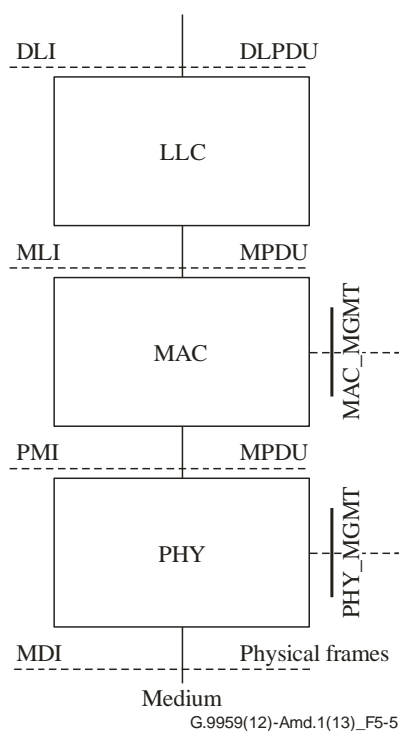 DLI DLPDU
LLC
MLI MPDU
MAC
MAC_MGMT
PMI MPDU
PHY
PHY_MGMT
MDI Physical frames
Medium
G.9959(12)-Amd.1(13)_F5-5